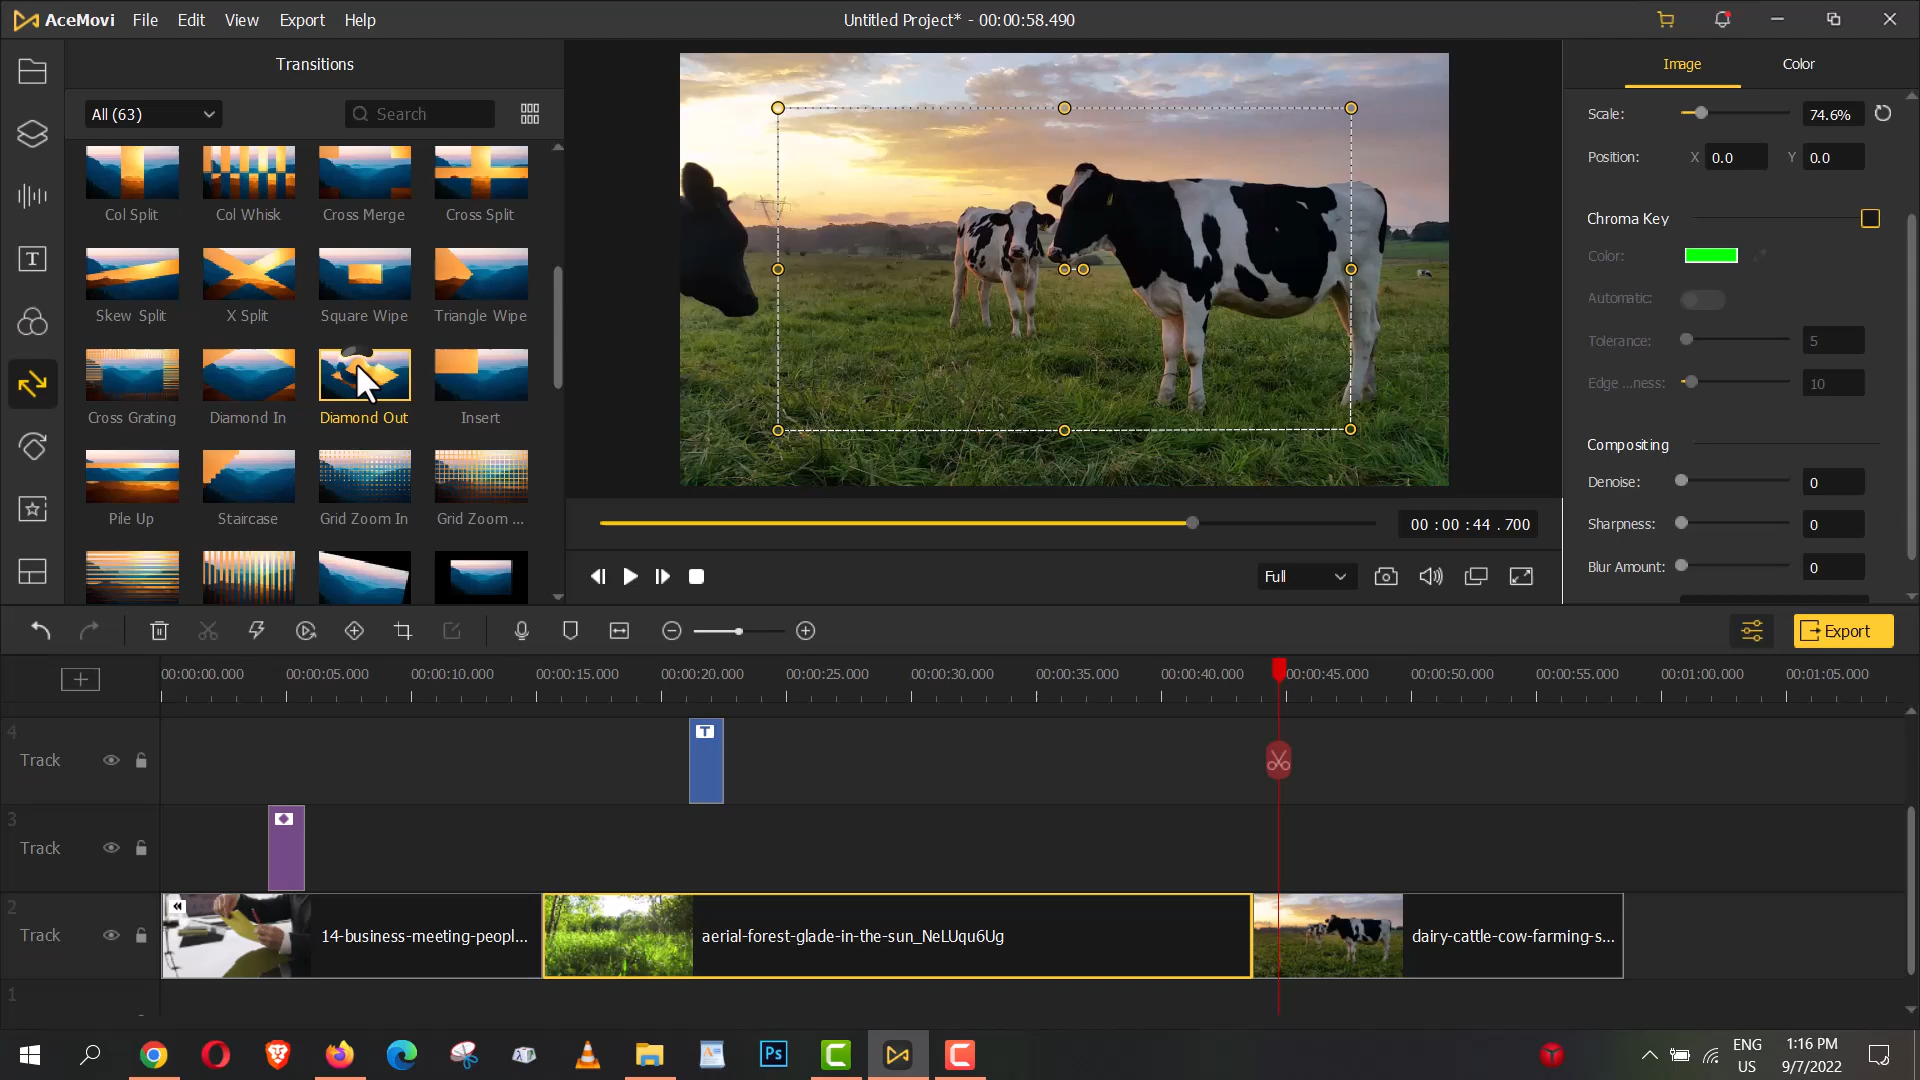 AceMovi File Edit View Export Help Untitled Project* - 00:00:58.490
Transitions
All (63) Search
Col Split Col Whisk Cross Merge Cross Split
Skew Split X Split Square Wipe Triangle Wipe
Cross Grating Diamond In Diamond Out Insert
Pile Up Staircase Grid Zoom In Grid Zoom ...
00 : 00 : 44 . 700
Full
Image Color
Scale: 74.6%
Position: X 0.0 Y 0.0
Chroma Key
Color:
Automatic:
Tolerance: 5
Edge ...ness: 10
Compositing
Denoise: 0
Sharpness: 0
Blur Amount: 0
Export
00:00:00.000 00:00:05.000 00:00:10.000 00:00:15.000 00:00:20.000 00:00:25.000 00:00:30.000 00:00:35.000 00:00:40.000 00:00:45.000 00:00:50.000 00:00:55.000 00:01:00.000 00:01:05.000
4
Track T
3
Track
2
Track 14-business-meeting-peopl... aerial-forest-glade-in-the-sun_NeLUqu6Ug dairy-cattle-cow-farming-s...
1
Ps
ENG
US
1:16 PM
9/7/2022